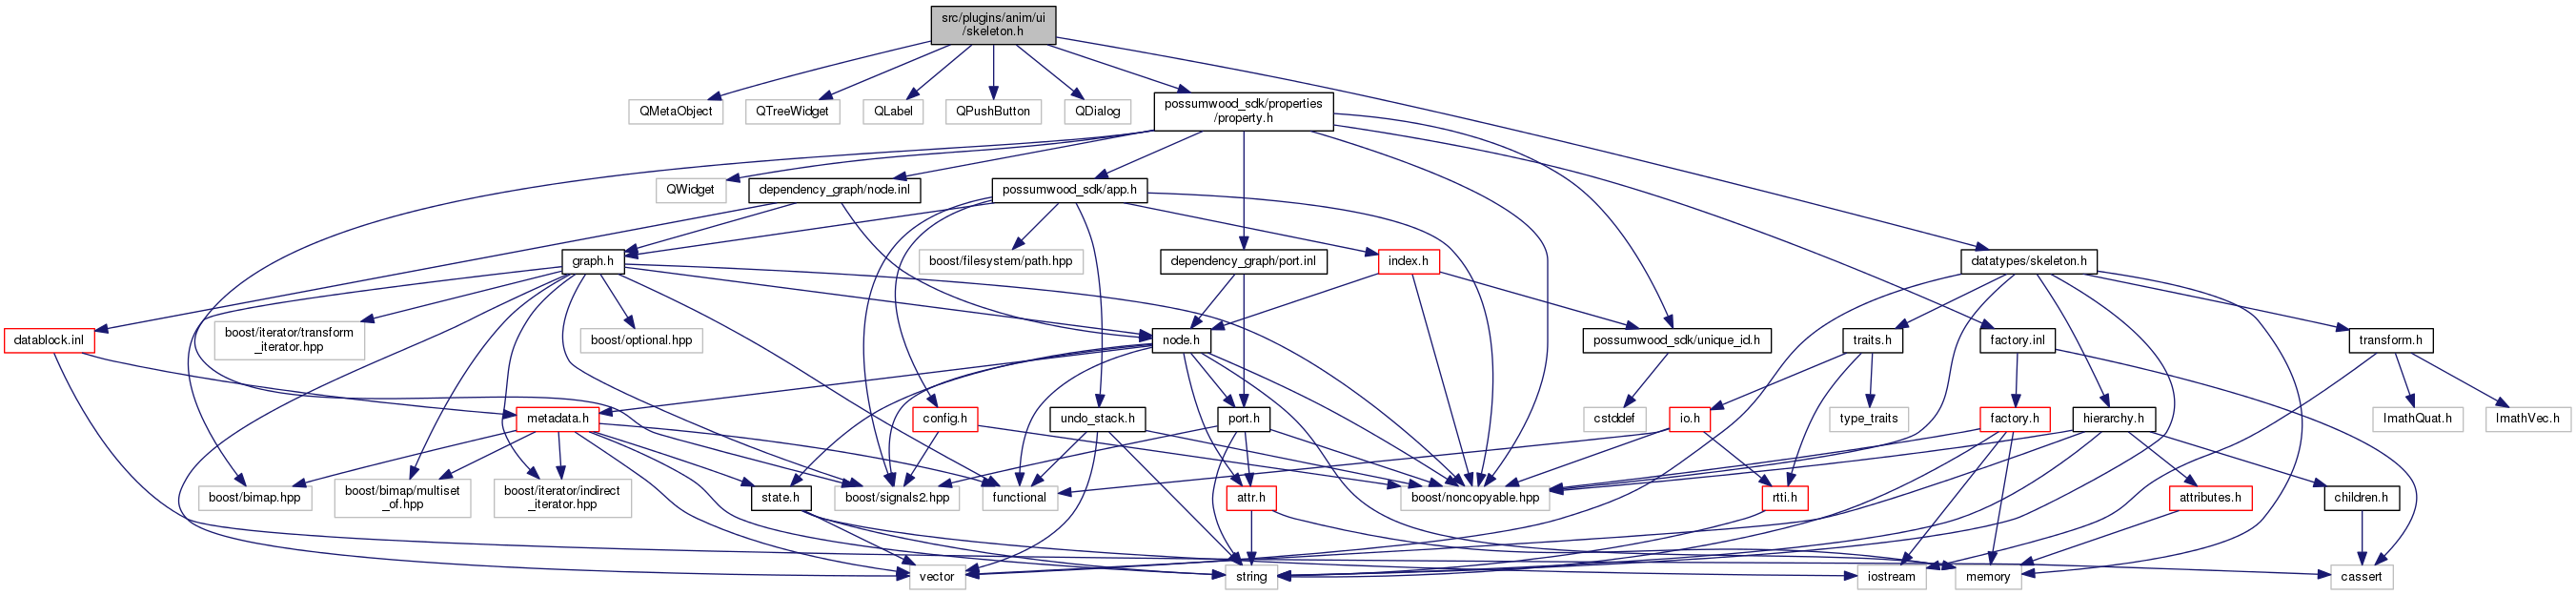 src/plugins/anim/ui
/skeleton.h
QMetaObject
QTreeWidget
QLabel
QPushButton
QDialog
possumwood_sdk/properties
/property.h
QWidget
dependency_graph/node.inl
possumwood_sdk/app.h
graph.h
boost/filesystem/path.hpp
dependency_graph/port.inl
index.h
datatypes/skeleton.h
datablock.inl
boost/iterator/transform
_iterator.hpp
boost/optional.hpp
node.h
possumwood_sdk/unique_id.h
traits.h
factory.inl
transform.h
metadata.h
config.h
undo_stack.h
port.h
cstddef
io.h
type_traits
factory.h
hierarchy.h
ImathQuat.h
ImathVec.h
boost/bimap.hpp
boost/bimap/multiset
_of.hpp
boost/iterator/indirect
_iterator.hpp
state.h
boost/signals2.hpp
functional
attr.h
boost/noncopyable.hpp
rtti.h
attributes.h
children.h
vector
string
iostream
memory
cassert